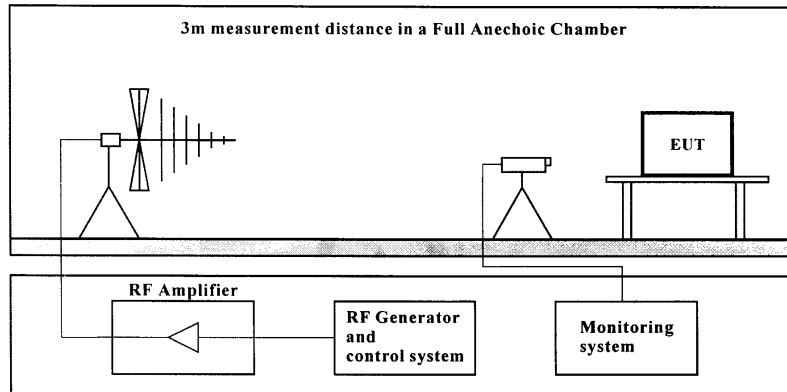 3m measurement distance in a Full Anechoic Chamber
EUT
RF Amplifier
RF Generator
and
control system
Monitoring
system